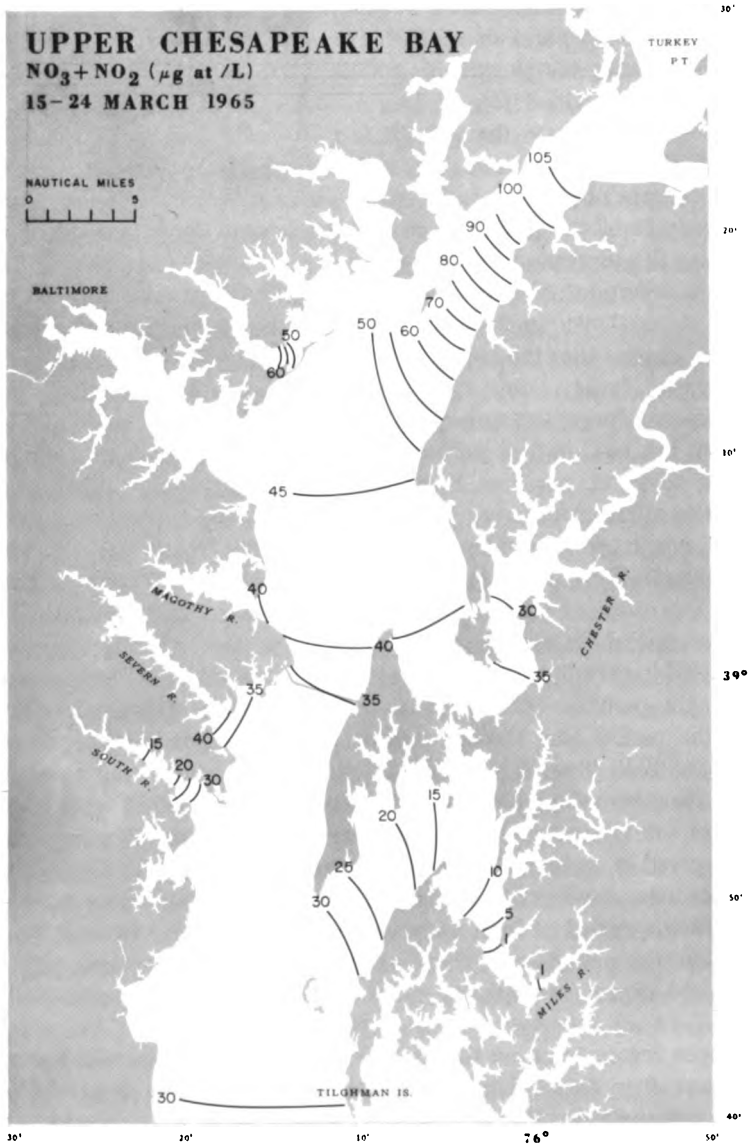 30'
UPPER CHESAPEAKE BAY
NO3+NO2 (µg at /L)
15-24 MARCH 1965
TURKEY
PT.
NAUTICAL MILES
0 5
105
100
90
20'
80
BALTIMORE
70
50
60
50
60
10'
45
40
MAGOTHY R.
30
CHESTER R.
40
SEVERN R.
35
39°
35
35
40
15
SOUTH R.
20
30
15
20
25
10
50'
30
5
1
1
MILES R.
30
TILGHMAN IS.
40'
30' 20' 10' 76° 50'